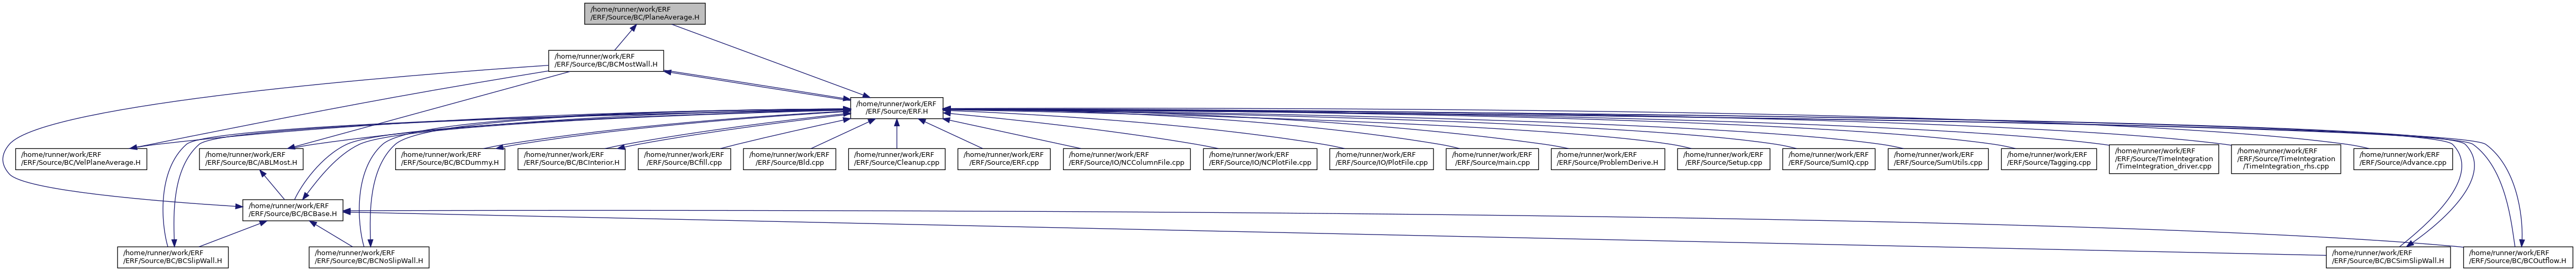 /home/runner/work/ERF
/ERF/Source/BC/PlaneAverage.H
/home/runner/work/ERF
/ERF/Source/BC/BCMostWall.H
/home/runner/work/ERF
/ERF/Source/ERF.H
/home/runner/work/ERF
/ERF/Source/BC/VelPlaneAverage.H
/home/runner/work/ERF
/ERF/Source/BC/ABLMost.H
/home/runner/work/ERF
/ERF/Source/BC/BCDummy.H
/home/runner/work/ERF
/ERF/Source/BC/BCInterior.H
/home/runner/work/ERF
/ERF/Source/BCfill.cpp
/home/runner/work/ERF
/ERF/Source/Bld.cpp
/home/runner/work/ERF
/ERF/Source/Cleanup.cpp
/home/runner/work/ERF
/ERF/Source/ERF.cpp
/home/runner/work/ERF
/ERF/Source/IO/NCColumnFile.cpp
/home/runner/work/ERF
/ERF/Source/IO/NCPlotFile.cpp
/home/runner/work/ERF
/ERF/Source/IO/PlotFile.cpp
/home/runner/work/ERF
/ERF/Source/main.cpp
/home/runner/work/ERF
/ERF/Source/ProblemDerive.H
/home/runner/work/ERF
/ERF/Source/Setup.cpp
/home/runner/work/ERF
/ERF/Source/SumIQ.cpp
/home/runner/work/ERF
/ERF/Source/SumUtils.cpp
/home/runner/work/ERF
/ERF/Source/Tagging.cpp
/home/runner/work/ERF
/ERF/Source/TimeIntegration
/TimeIntegration_driver.cpp
/home/runner/work/ERF
/ERF/Source/TimeIntegration
/TimeIntegration_rhs.cpp
/home/runner/work/ERF
/ERF/Source/Advance.cpp
/home/runner/work/ERF
/ERF/Source/BC/BCBase.H
/home/runner/work/ERF
/ERF/Source/BC/BCSlipWall.H
/home/runner/work/ERF
/ERF/Source/BC/BCNoSlipWall.H
/home/runner/work/ERF
/ERF/Source/BC/BCSimSlipWall.H
/home/runner/work/ERF
/ERF/Source/BC/BCOutflow.H